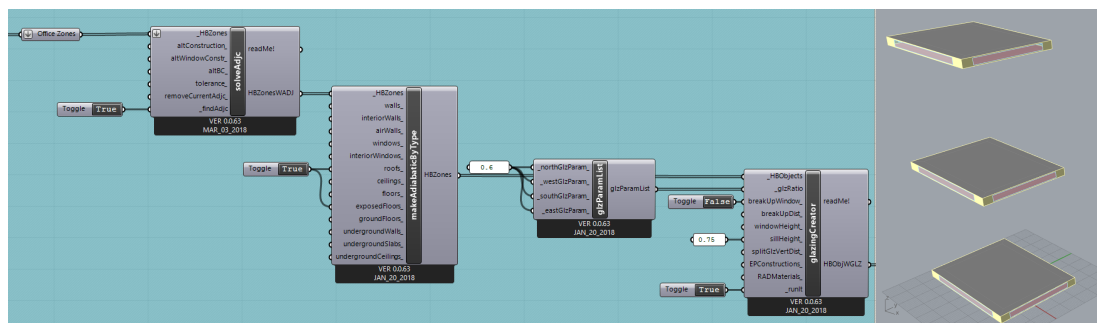 Office Zones
_HBZones
altConstruction_
altWindowConstr_
altBC_
tolerance_
removeCurrentAdjc_
_findAdjc
solveAdjc
readMe!
HBZonesWADJ
VER 0.0.63
MAR_03_2018
Toggle True
_HBZones
walls_
interiorWalls_
airWalls_
windows_
interiorWindows_
roofs_
ceilings_
floors_
exposedFloors_
groundFloors_
undergroundWalls_
undergroundSlabs_
undergroundCeilings_
makeAdiabaticByType
HBZones
VER 0.0.63
JAN_20_2018
Toggle True
0.6
_northGlzParam_
_westGlzParam_
_southGlzParam_
_eastGlzParam_
glzParamList
glzParamList
VER 0.0.63
JAN_20_2018
_HBObjects
_glzRatio
breakUpWindow_
breakUpDist_
windowHeight_
sillHeight_
splitGlzVertDist_
EPConstructions_
RADMaterials_
_runIt
glazingCreator
readMe!
HBObjWGLZ
VER 0.0.63
JAN_20_2018
Toggle False
0.75
Toggle True